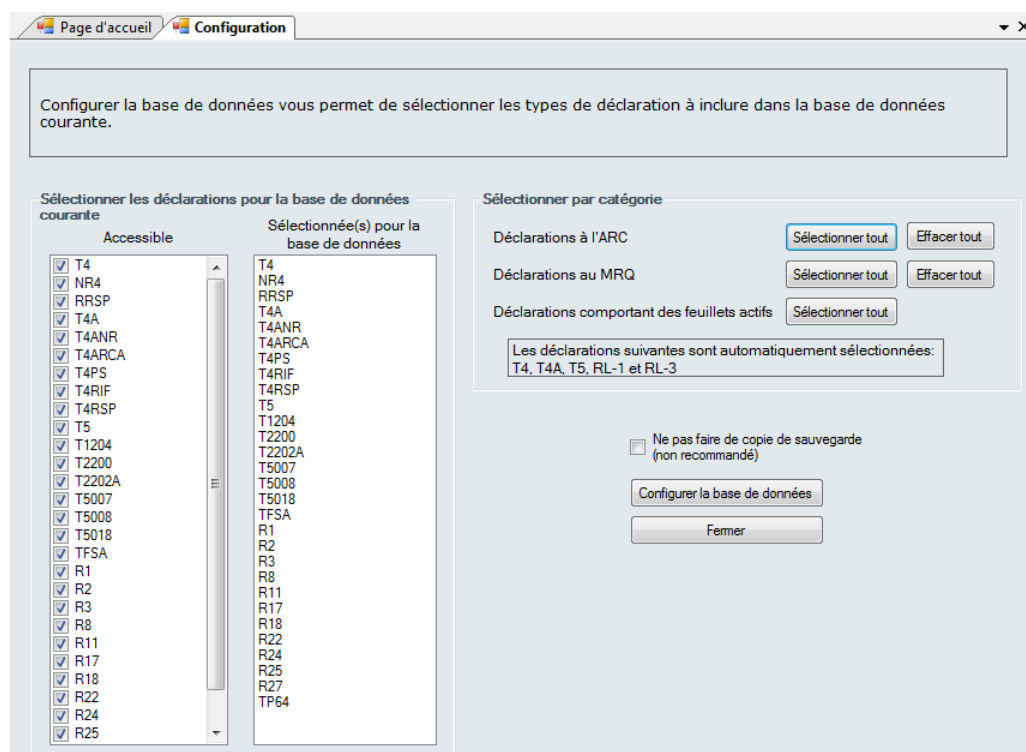 Page d'accueil
Configuration
Configurer la base de données vous permet de sélectionner les types de déclaration à inclure dans la base de données
courante.
Sélectionner les déclarations pour la base de données
courante
Accessible
T4
NR4
RRSP
T4A
T4ANR
T4ARCA
T4PS
T4RIF
T4RSP
T5
T1204
T2200
T2202A
T5007
T5008
T5018
TFSA
R1
R2
R3
R8
R11
R17
R18
R22
R24
R25
Sélectionnée(s) pour la
base de données
T4
NR4
RRSP
T4A
T4ANR
T4ARCA
T4PS
T4RIF
T4RSP
T5
T1204
T2200
T2202A
T5007
T5008
T5018
TFSA
R1
R2
R3
R8
R11
R17
R18
R22
R24
R25
R27
TP64
Sélectionner par catégorie
Déclarations à l'ARC
Sélectionner tout
Effacer tout
Déclarations au MRQ
Sélectionner tout
Effacer tout
Déclarations comportant des feuillets actifs
Sélectionner tout
Les déclarations suivantes sont automatiquement sélectionnées:
T4, T4A, T5, RL-1 et RL-3
Ne pas faire de copie de sauvegarde
(non recommandé)
Configurer la base de données
Fermer